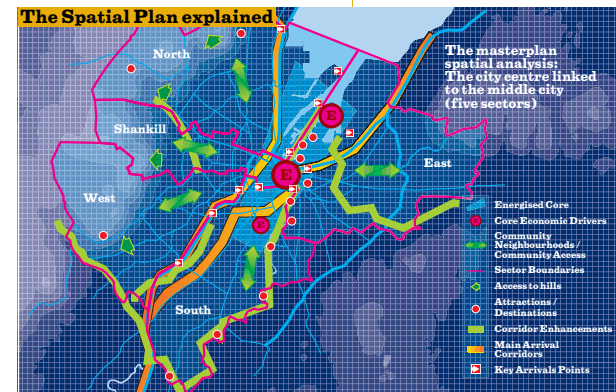 The Spatial Plan explained
North
The masterplan
spatial analysis:
The city centre linked
to the middle city
(five sectors)
E
Shankill
East
E
West
E
South
Energised Core
E Core Economic Drivers
Community
Neighbourhoods /
Community Access
Sector Boundaries
Access to hills
Attractions /
Destinations
Corridor Enhancements
Main Arrival
Corridors
Key Arrivals Points